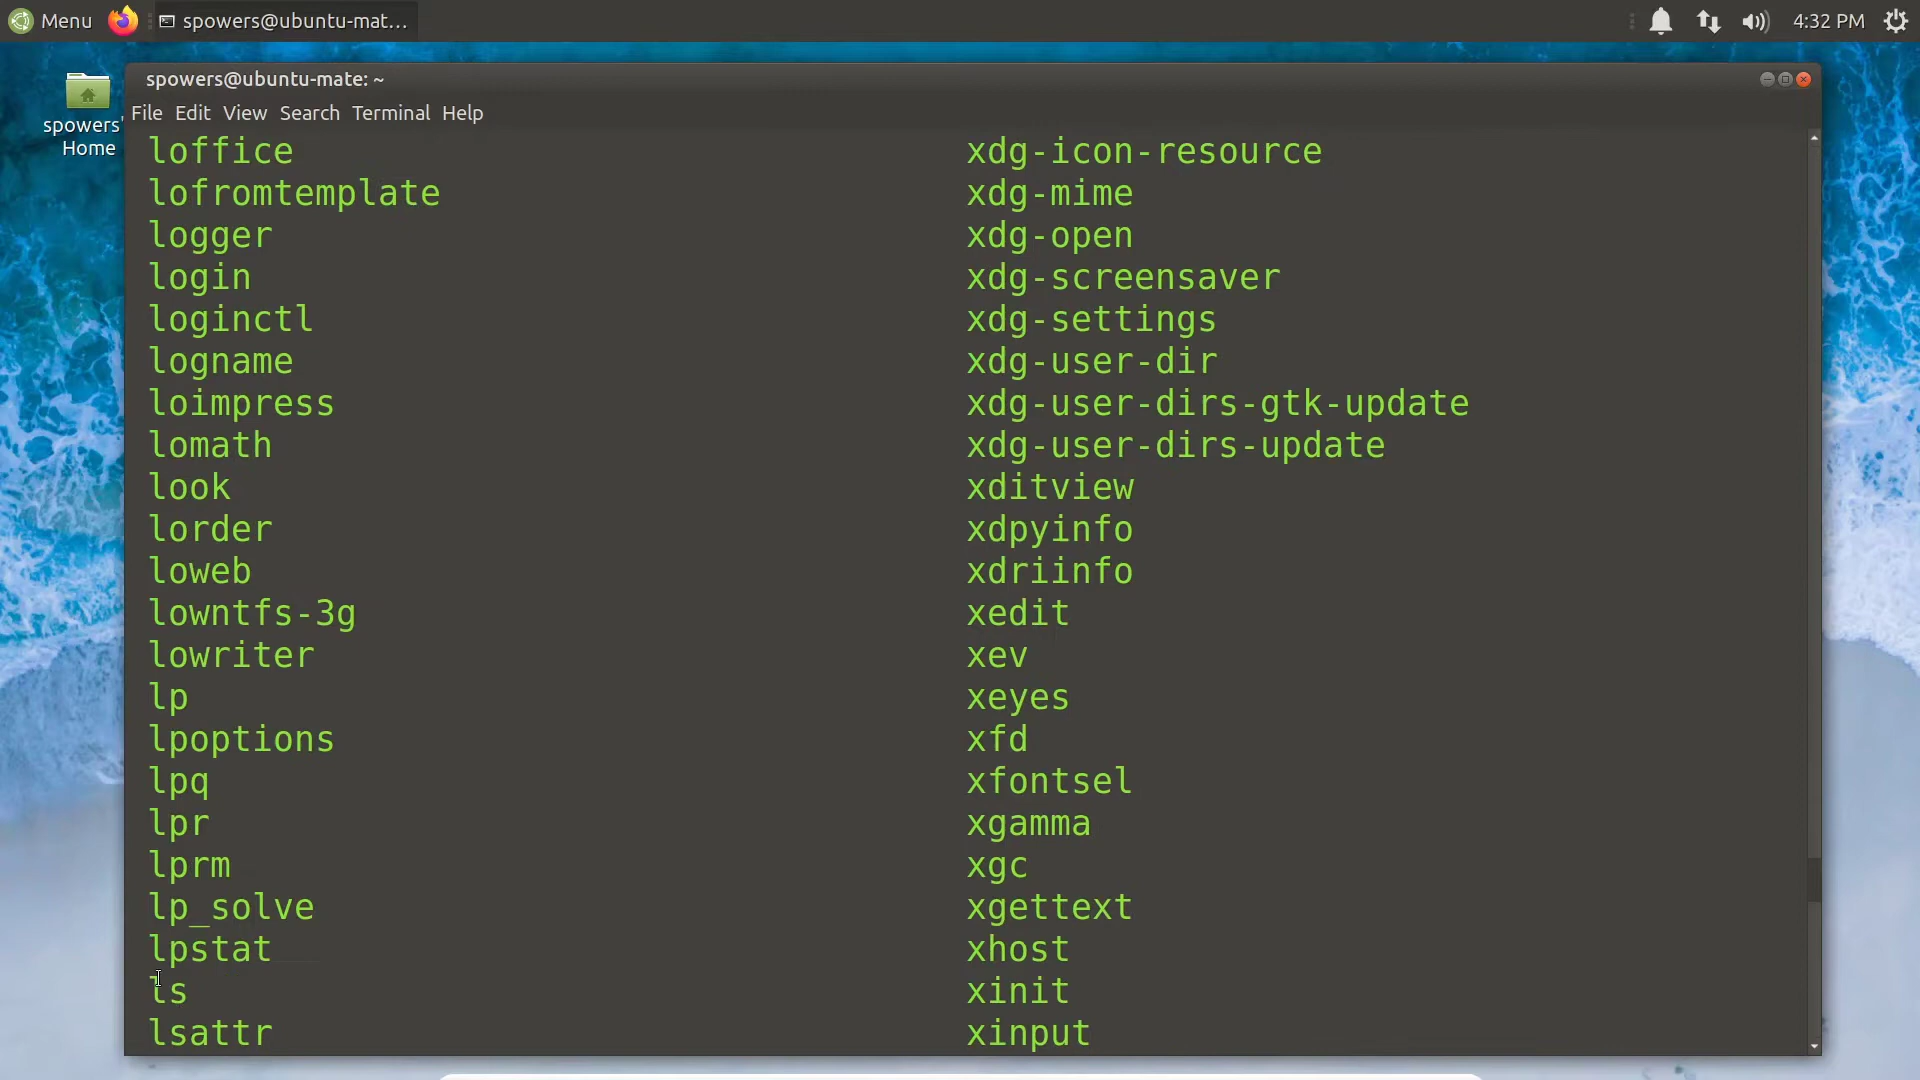 Menu
spowers@ubuntu-mat...
4:32 PM
spowers'
Home
spowers@ubuntu-mate: ~
File Edit View Search Terminal Help
loffice xdg-icon-resource
lofromtemplate xdg-mime
logger xdg-open
login xdg-screensaver
loginctl xdg-settings
logname xdg-user-dir
loimpress xdg-user-dirs-gtk-update
lomath xdg-user-dirs-update
look xditview
lorder xdpyinfo
loweb xdriinfo
lowntfs-3g xedit
lowriter xev
lp xeyes
lpoptions xfd
lpq xfontsel
lpr xgamma
lprm xgc
lp_solve xgettext
lpstat xhost
ls xinit
lsattr xinput